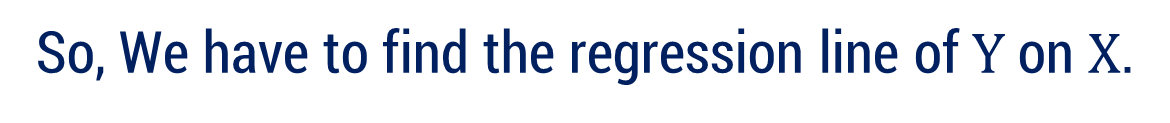 So, We have to find the regression line of Y on X.